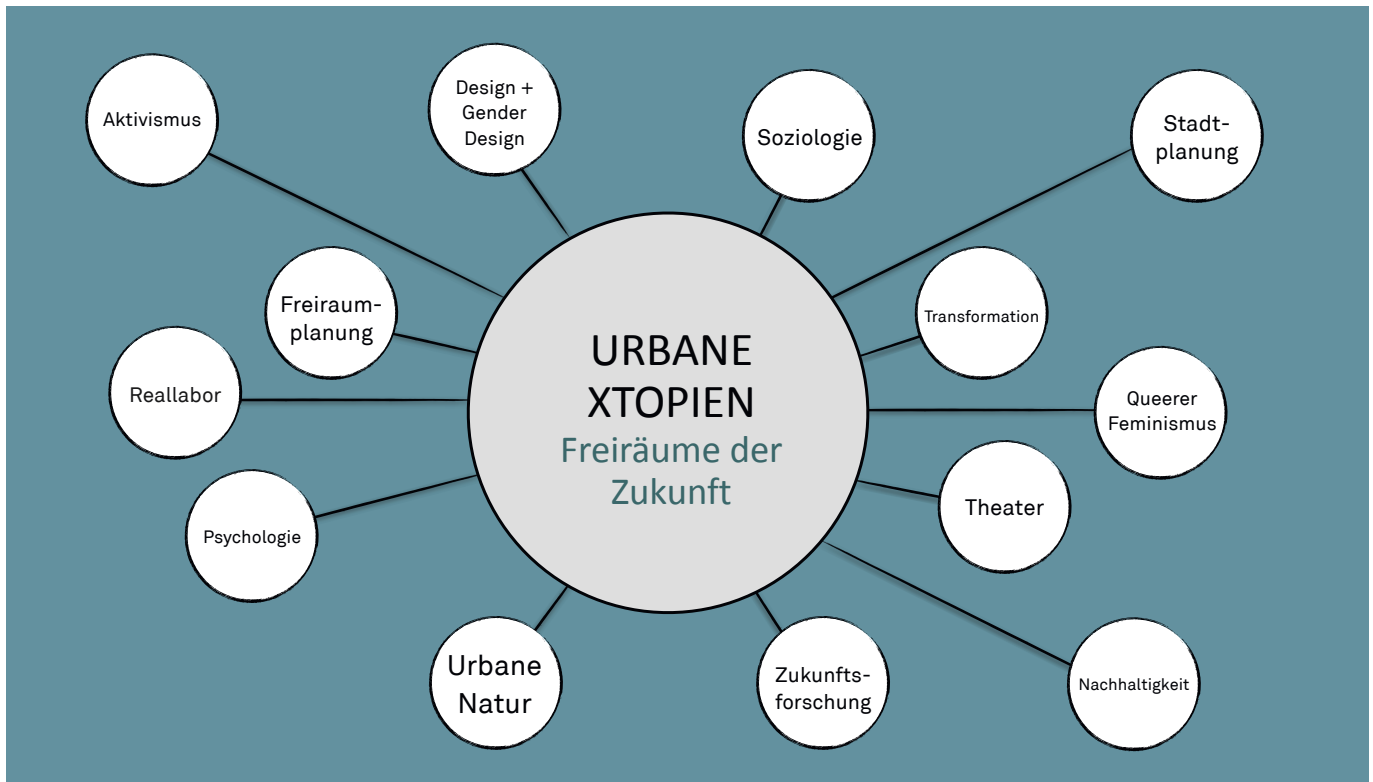 Aktivismus
Design +
Gender
Design
Soziologie
Stadt-
planung
Freiraum-
planung
Transformation
Reallabor
URBANE
XTOPIEN
Freiräume der
Zukunft
Queerer
Feminismus
Psychologie
Theater
Urbane
Natur
Zukunfts-
forschung
Nachhaltigkeit